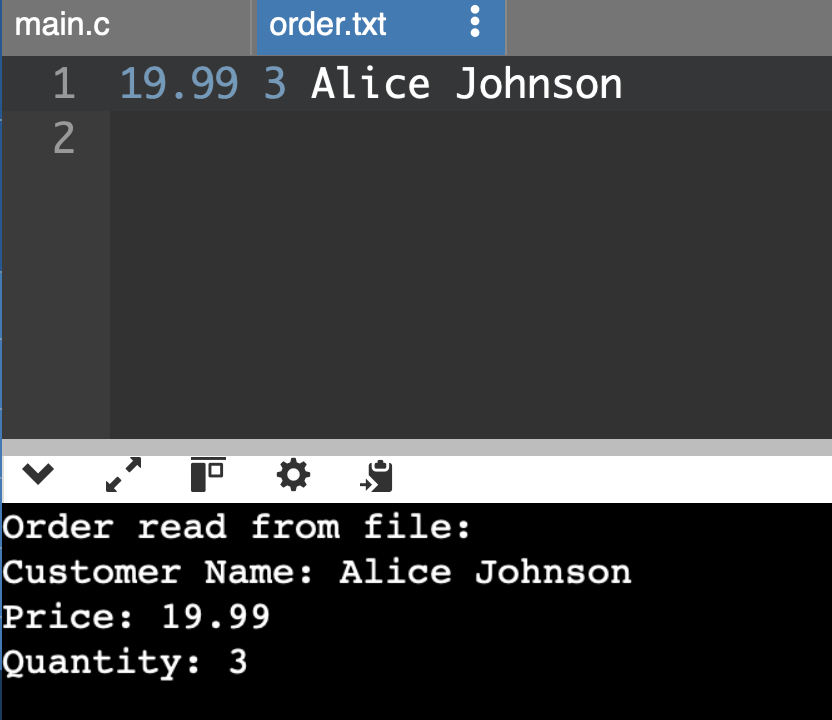 main.c order.txt
1 19.99 3 Alice Johnson
2
Order read from file:
Customer Name: Alice Johnson
Price: 19.99
Quantity: 3